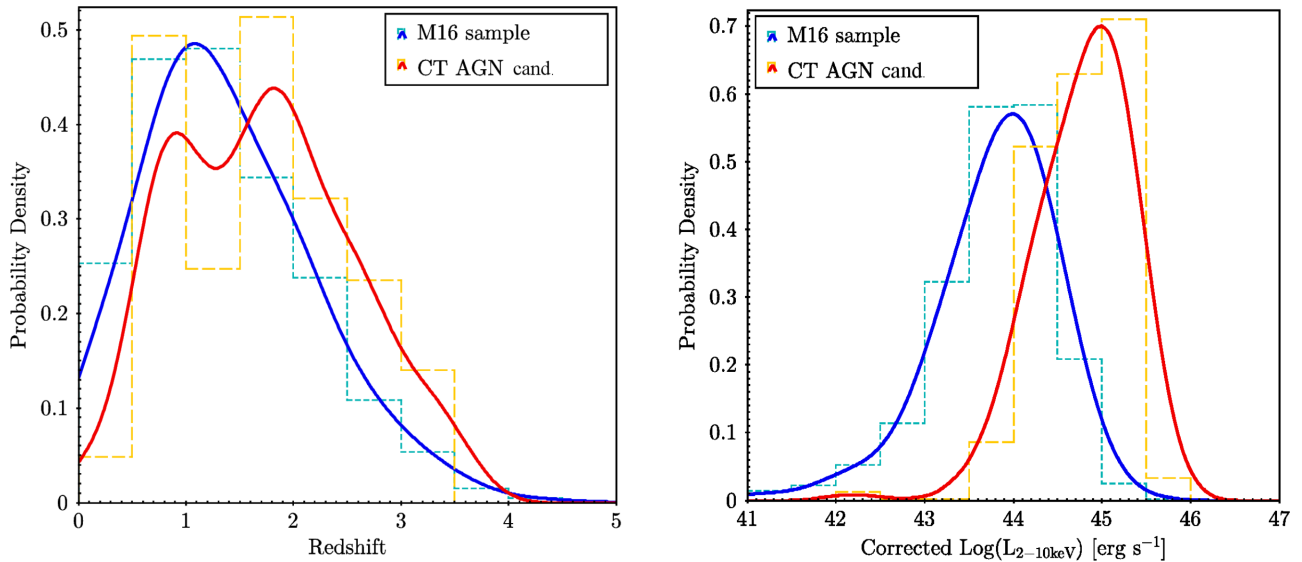 0.5
0.4
0.3
0.2
0.1
0
Probability Density
0 1 2 3 4 5
Redshift
M16 sample
CT AGN cand.
0.7
0.6
0.5
0.4
0.3
0.2
0.1
0
Probability Density
41 42 43 44 45 46 47
Corrected Log(L₂₋₁₀keV) [erg s⁻¹]
M16 sample
CT AGN cand.